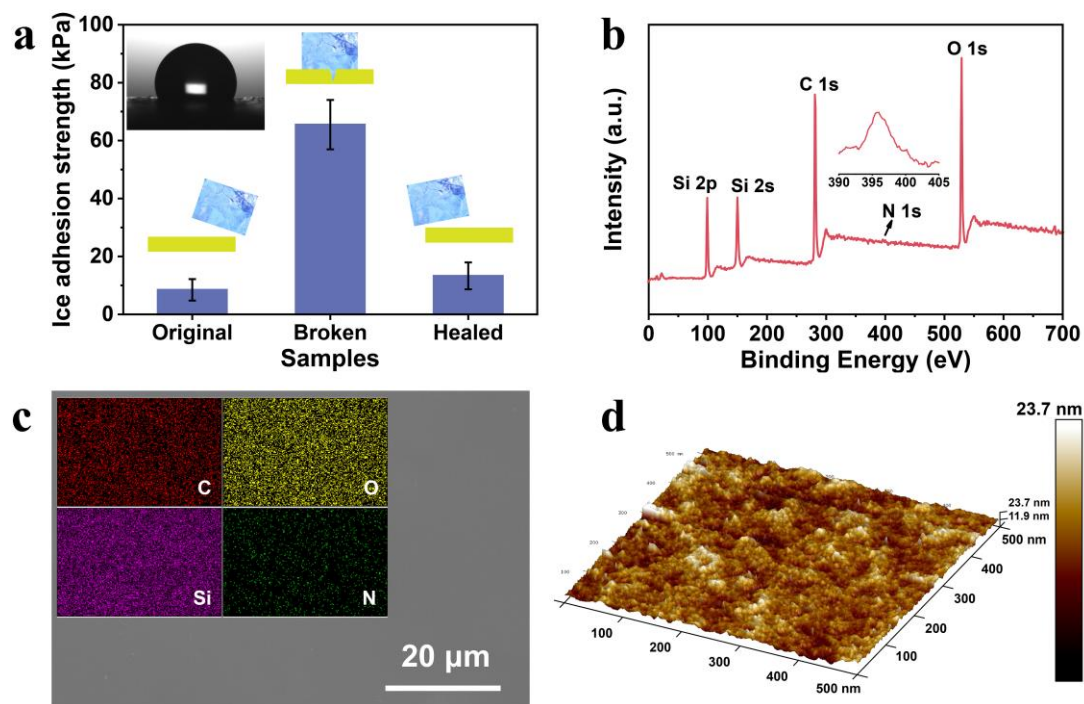 a
Ice adhesion strength (kPa)
100
80
60
40
20
0
Original
Broken
Healed
Samples
b
Intensity (a.u.)
Si 2p
Si 2s
C 1s
N 1s
O 1s
390
395
400
405
0
100
200
300
400
500
600
700
Binding Energy (eV)
c
C
O
Si
N
20 µm
d
23.7 nm
23.7 nm
11.9 nm
500 nm
400
300
200
100
100
200
300
400
500 nm